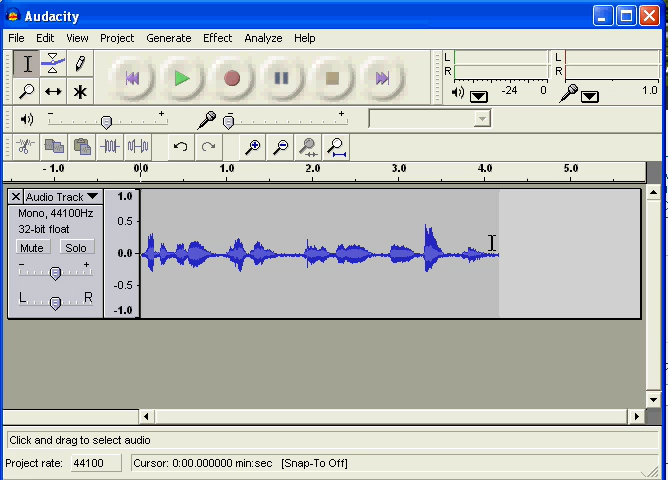 Audacity
File Edit View Project Generate Effect Analyze Help
L
R
-24 0
L
R
1.0
- +
- +
- 1.0 0.0 1.0 2.0 3.0 4.0 5.0
Audio Track
Mono, 44100Hz
32-bit float
Mute Solo
- +
L R
1.0
0.5
0.0
-0.5
-1.0
Click and drag to select audio
Project rate: 44100
Cursor: 0:00.000000 min:sec [Snap-To Off]